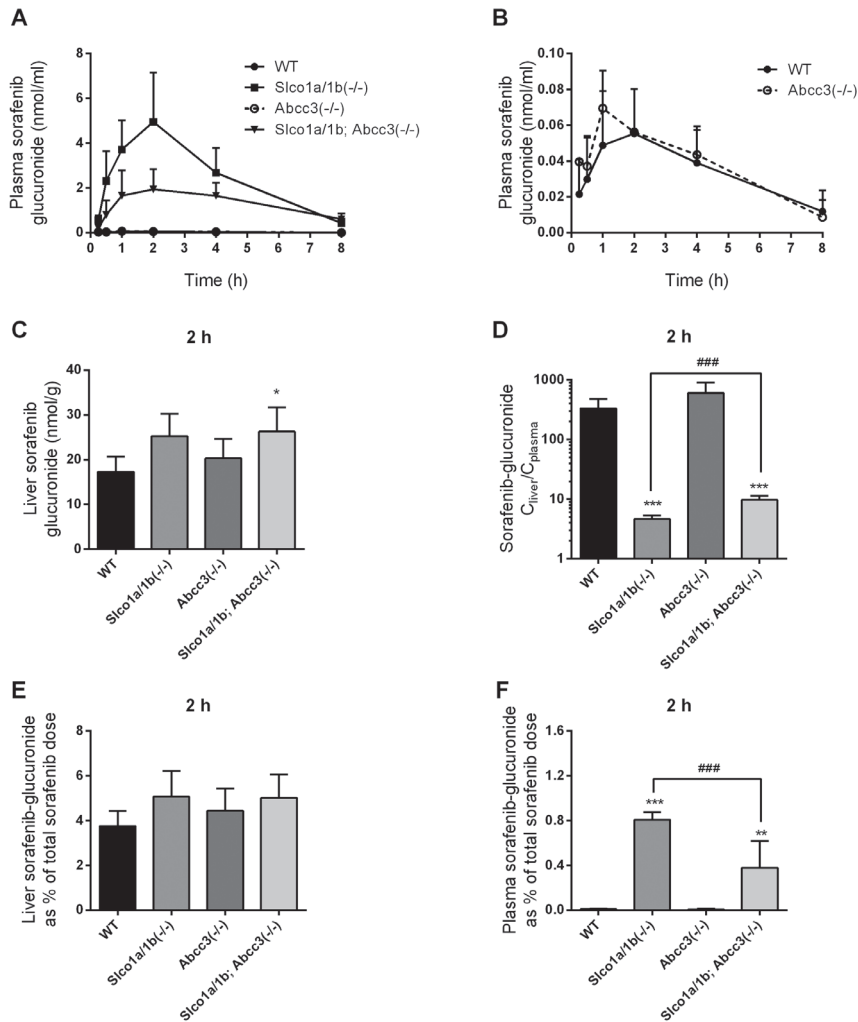 A
Plasma sorafenib
glucuronide (nmol/ml)
8
6
4
2
0
0 1 2 3 4 5 6 7 8
Time (h)
WT
Slco1a/1b(-/-)
Abcc3(-/-)
Slco1a/1b; Abcc3(-/-)
B
Plasma sorafenib
glucuronide (nmol/ml)
0.10
0.08
0.06
0.04
0.02
0.00
0 1 2 3 4 5 6 7 8
Time (h)
WT
Abcc3(-/-)
C
2 h
Liver sorafenib
glucuronide (nmol/g)
40
30
20
10
0
*
WT
Slco1a/1b(-/-)
Abcc3(-/-)
Slco1a/1b; Abcc3(-/-)
D
2 h
Sorafenib-glucuronide
Cliver/Cplasma
1000
100
10
1
###
***
***
WT
Slco1a/1b(-/-)
Abcc3(-/-)
Slco1a/1b; Abcc3(-/-)
E
2 h
Liver sorafenib-glucuronide
as % of total sorafenib dose
8
6
4
2
0
WT
Slco1a/1b(-/-)
Abcc3(-/-)
Slco1a/1b; Abcc3(-/-)
F
2 h
Plasma sorafenib-glucuronide
as % of total sorafenib dose
1.6
1.2
0.8
0.4
0.0
###
***
**
WT
Slco1a/1b(-/-)
Abcc3(-/-)
Slco1a/1b; Abcc3(-/-)